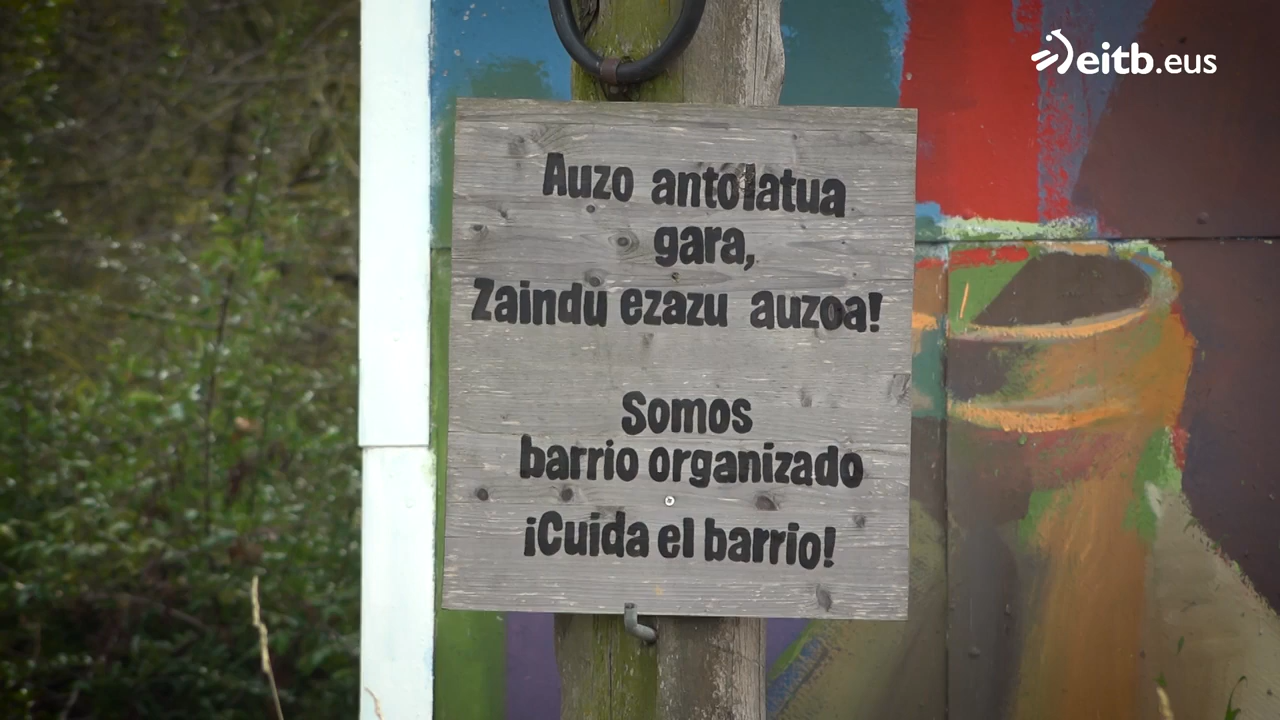 eitb.eus
Auzo antolatua
gara,
Zaindu ezazu auzoa!
Somos
barrio organizado
¡Cuida el barrio!